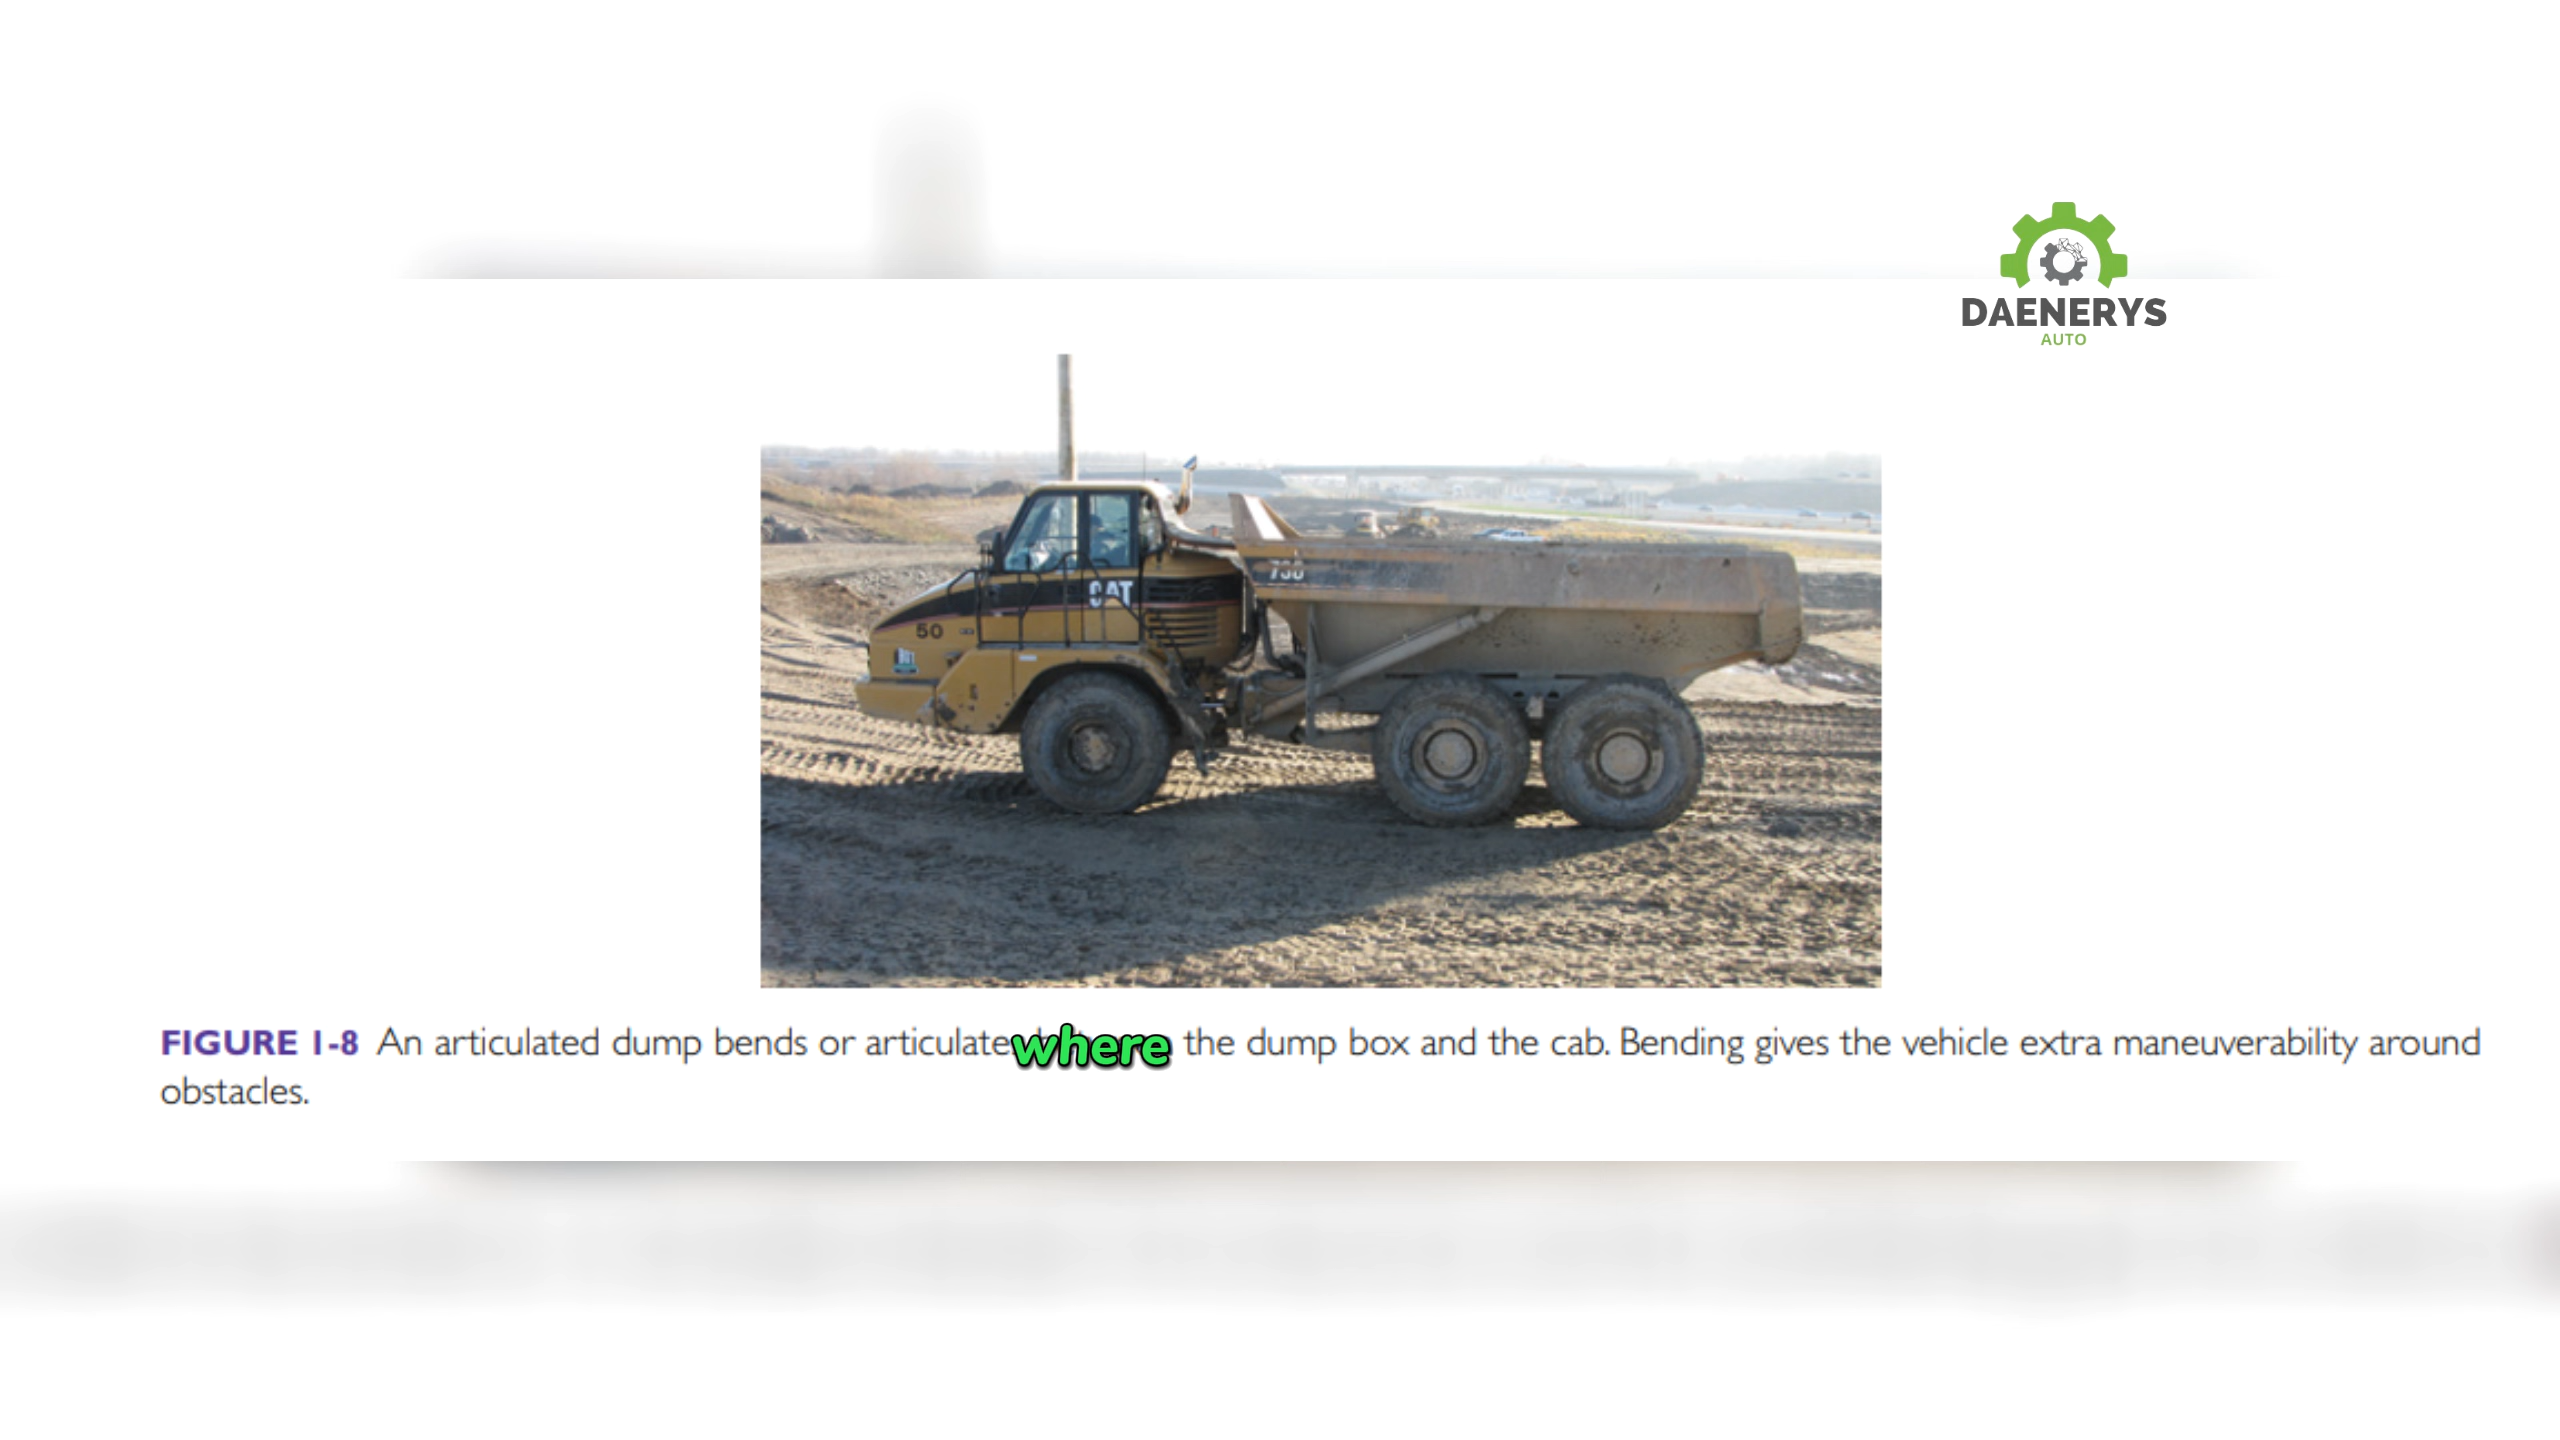 DAENERYS
AUTO
CAT
50
FIGURE 1-8 An articulated dump bends or articulate where the dump box and the cab. Bending gives the vehicle extra maneuverability around
obstacles.